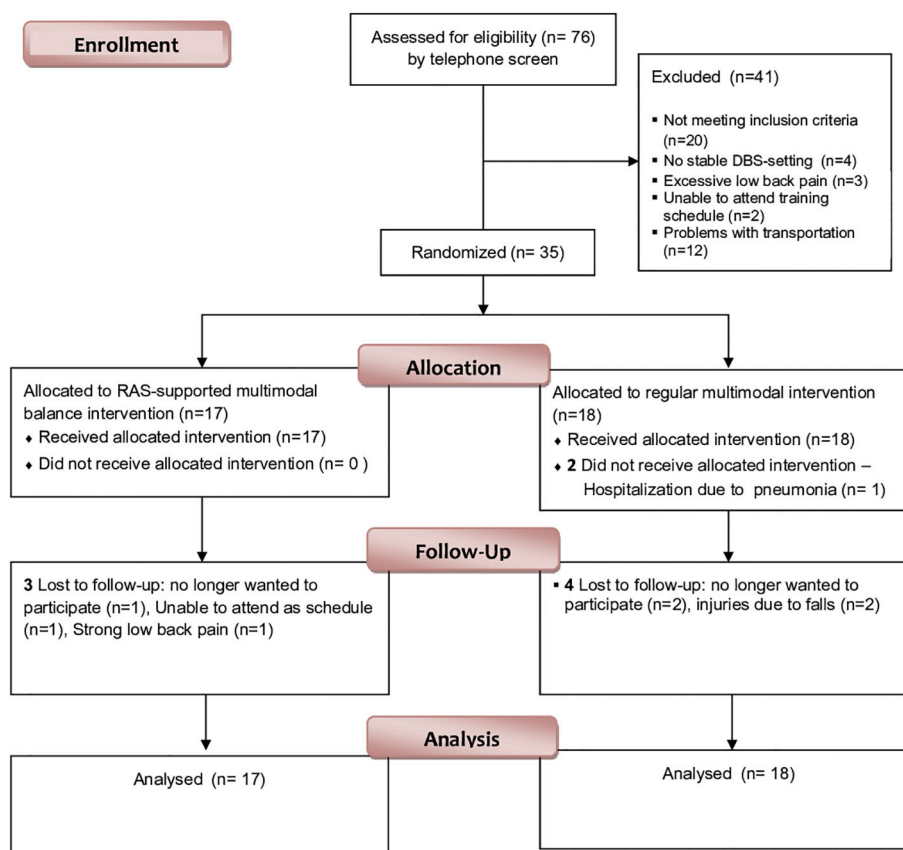 Enrollment
Assessed for eligibility (n= 76)
by telephone screen
Excluded (n=41)
▪ Not meeting inclusion criteria
(n=20)
▪ No stable DBS-setting (n=4)
▪ Excessive low back pain (n=3)
▪ Unable to attend training
schedule (n=2)
▪ Problems with transportation
(n=12)
Randomized (n= 35)
Allocation
Allocated to RAS-supported multimodal
balance intervention (n=17)
♦ Received allocated intervention (n=17)
♦ Did not receive allocated intervention (n= 0 )
Allocated to regular multimodal intervention
(n=18)
♦ Received allocated intervention (n=18)
♦ 2 Did not receive allocated intervention –
Hospitalization due to pneumonia (n= 1)
Follow-Up
3 Lost to follow-up: no longer wanted to
participate (n=1), Unable to attend as schedule
(n=1), Strong low back pain (n=1)
▪ 4 Lost to follow-up: no longer wanted to
participate (n=2), injuries due to falls (n=2)
Analysis
Analysed (n= 17)
Analysed (n= 18)